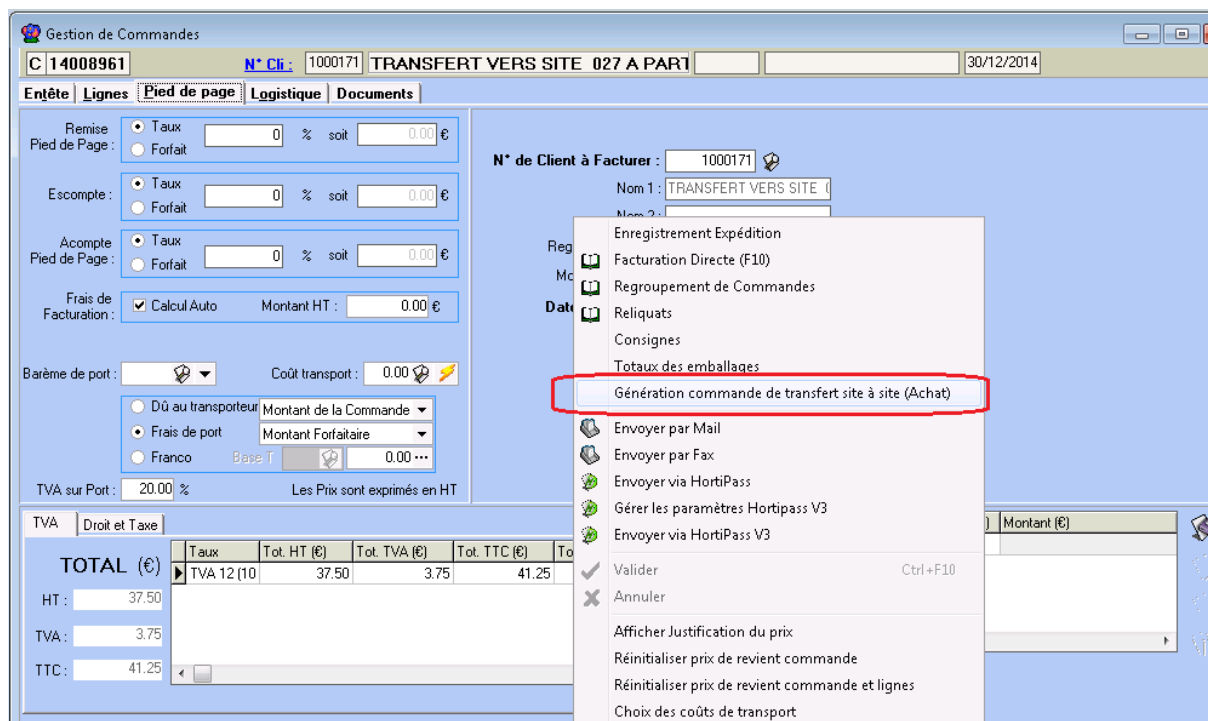 Gestion de Commandes
C 14008961 N° Cli : 1000171 TRANSFERT VERS SITE 027 A PART 30/12/2014
Entête Lignes Pied de page Logistique Documents
Remise Pied de Page : Taux 0 % soit 0.00 €
Forfait
N° de Client à Facturer : 1000171
Escompte : Taux 0 % soit 0.00 €
Forfait
Nom 1 : TRANSFERT VERS SITE (
Nom 2 :
Acompte Pied de Page : Taux 0 % soit 0.00 €
Forfait
Reg
Mo
Date
Frais de Facturation : Calcul Auto Montant HT : 0.00 €
Barème de port : Coût transport : 0.00
Dû au transporteur Montant de la Commande
Frais de port Montant Forfaitaire
Franco Base T 0.00 ...
TVA sur Port : 20.00 % Les Prix sont exprimés en HT
Enregistrement Expédition
Facturation Directe (F10)
Regroupement de Commandes
Reliquats
Consignes
Totaux des emballages
Génération commande de transfert site à site (Achat)
Envoyer par Mail
Envoyer par Fax
Envoyer via HortiPass
Gérer les paramètres Hortipass V3
Envoyer via HortiPass V3
Valider Ctrl+F10
Annuler
Afficher Justification du prix
Réinitialiser prix de revient commande
Réinitialiser prix de revient commande et lignes
Choix des coûts de transport
TVA Droit et Taxe
TOTAL (€)
Taux Tot. HT (€) Tot. TVA (€) Tot. TTC (€) To
TVA 12 (10 37.50 3.75 41.25
) Montant (€)
HT : 37.50
TVA : 3.75
TTC : 41.25